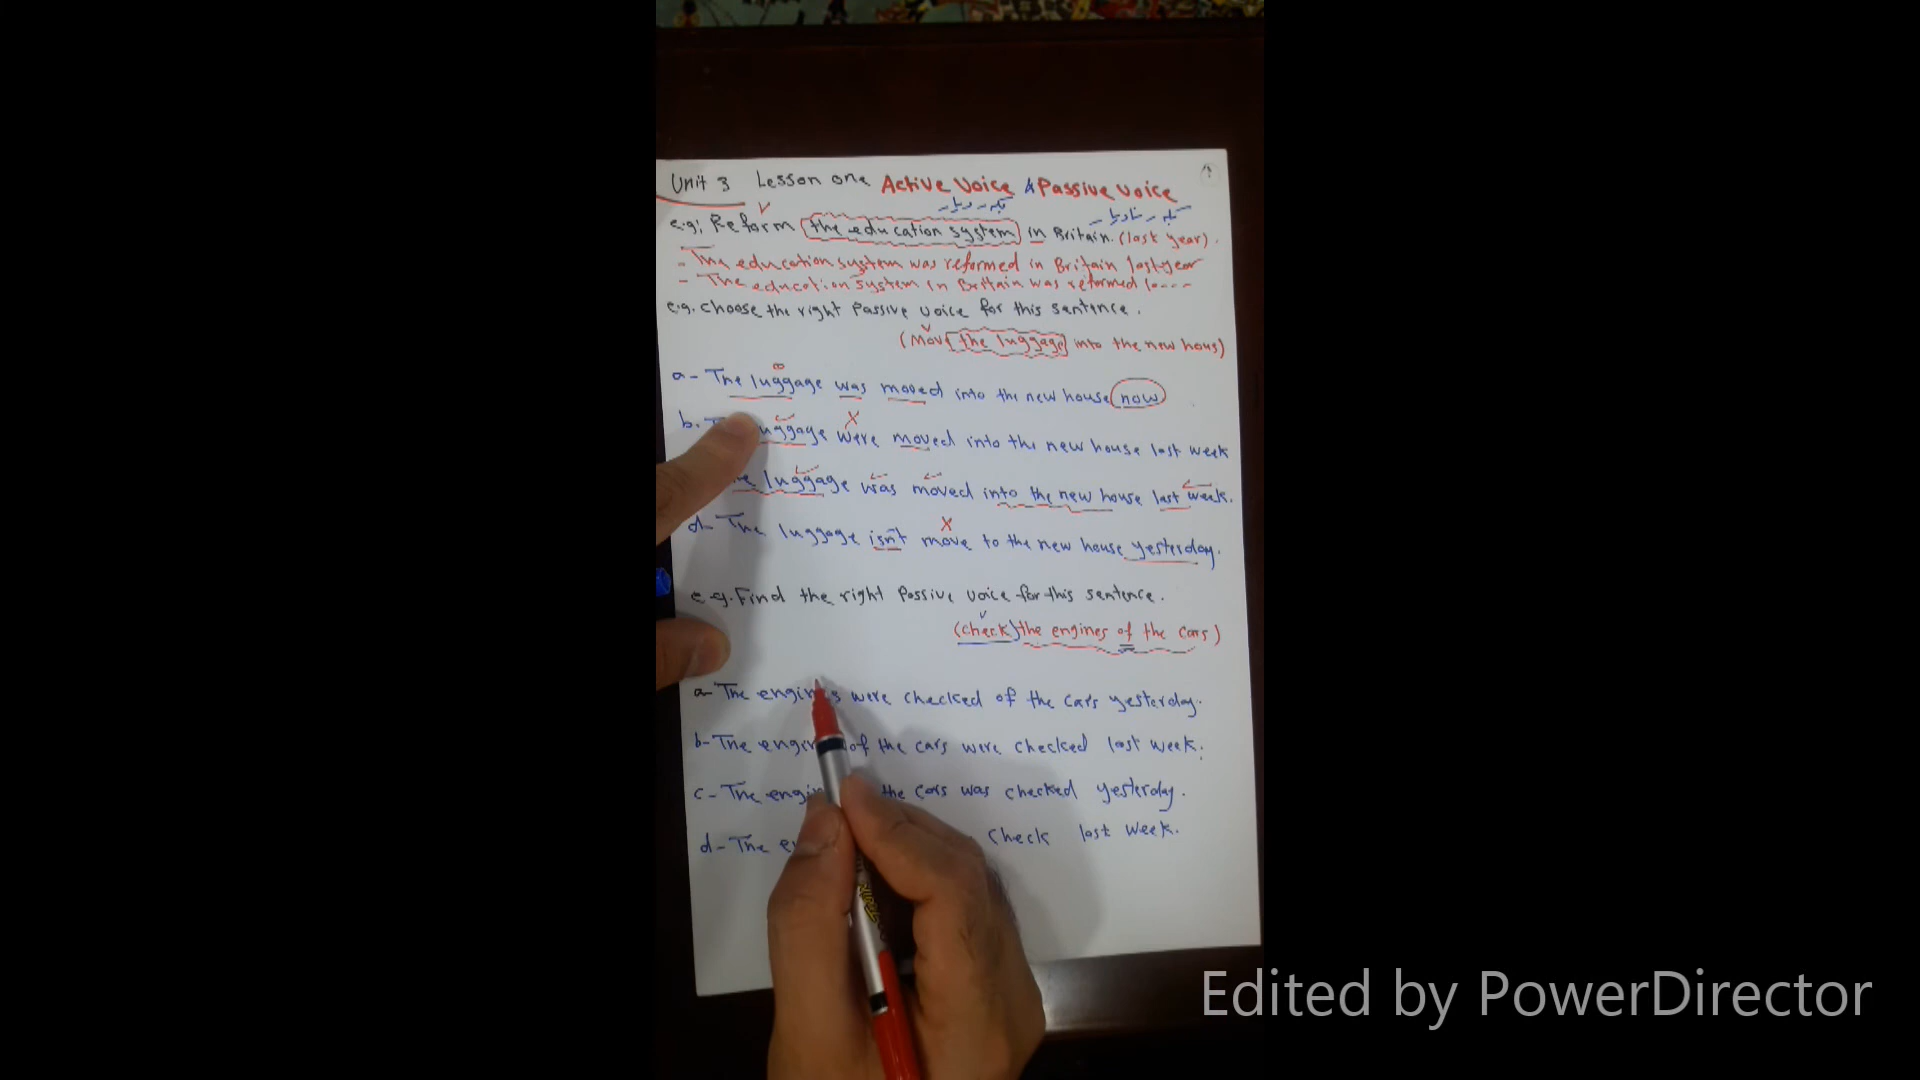 Unit 3 Lesson one Active Voice & Passive Voice
e.g; Reform the education system in Britain. (last year).
- The education system was reformed in Britain last year
- The education system in Britain was reformed l----
e.g. choose the right Passive voice for this sentence.
(Move the luggage into the new hous)
a- The luggage was moved into the new house now
b. luggage were moved into the new house last week
luggage was moved into the new house last week.
d- The luggage isn't move to the new house yesterday.
e.g. Find the right Passive voice for this sentence.
(check) the engines of the cars)
a- The engines were checked of the cars yesterday.
b- The of the cars were checked last week.
c- The the cars was checked yesterday.
d- The check last week.
Edited by PowerDirector